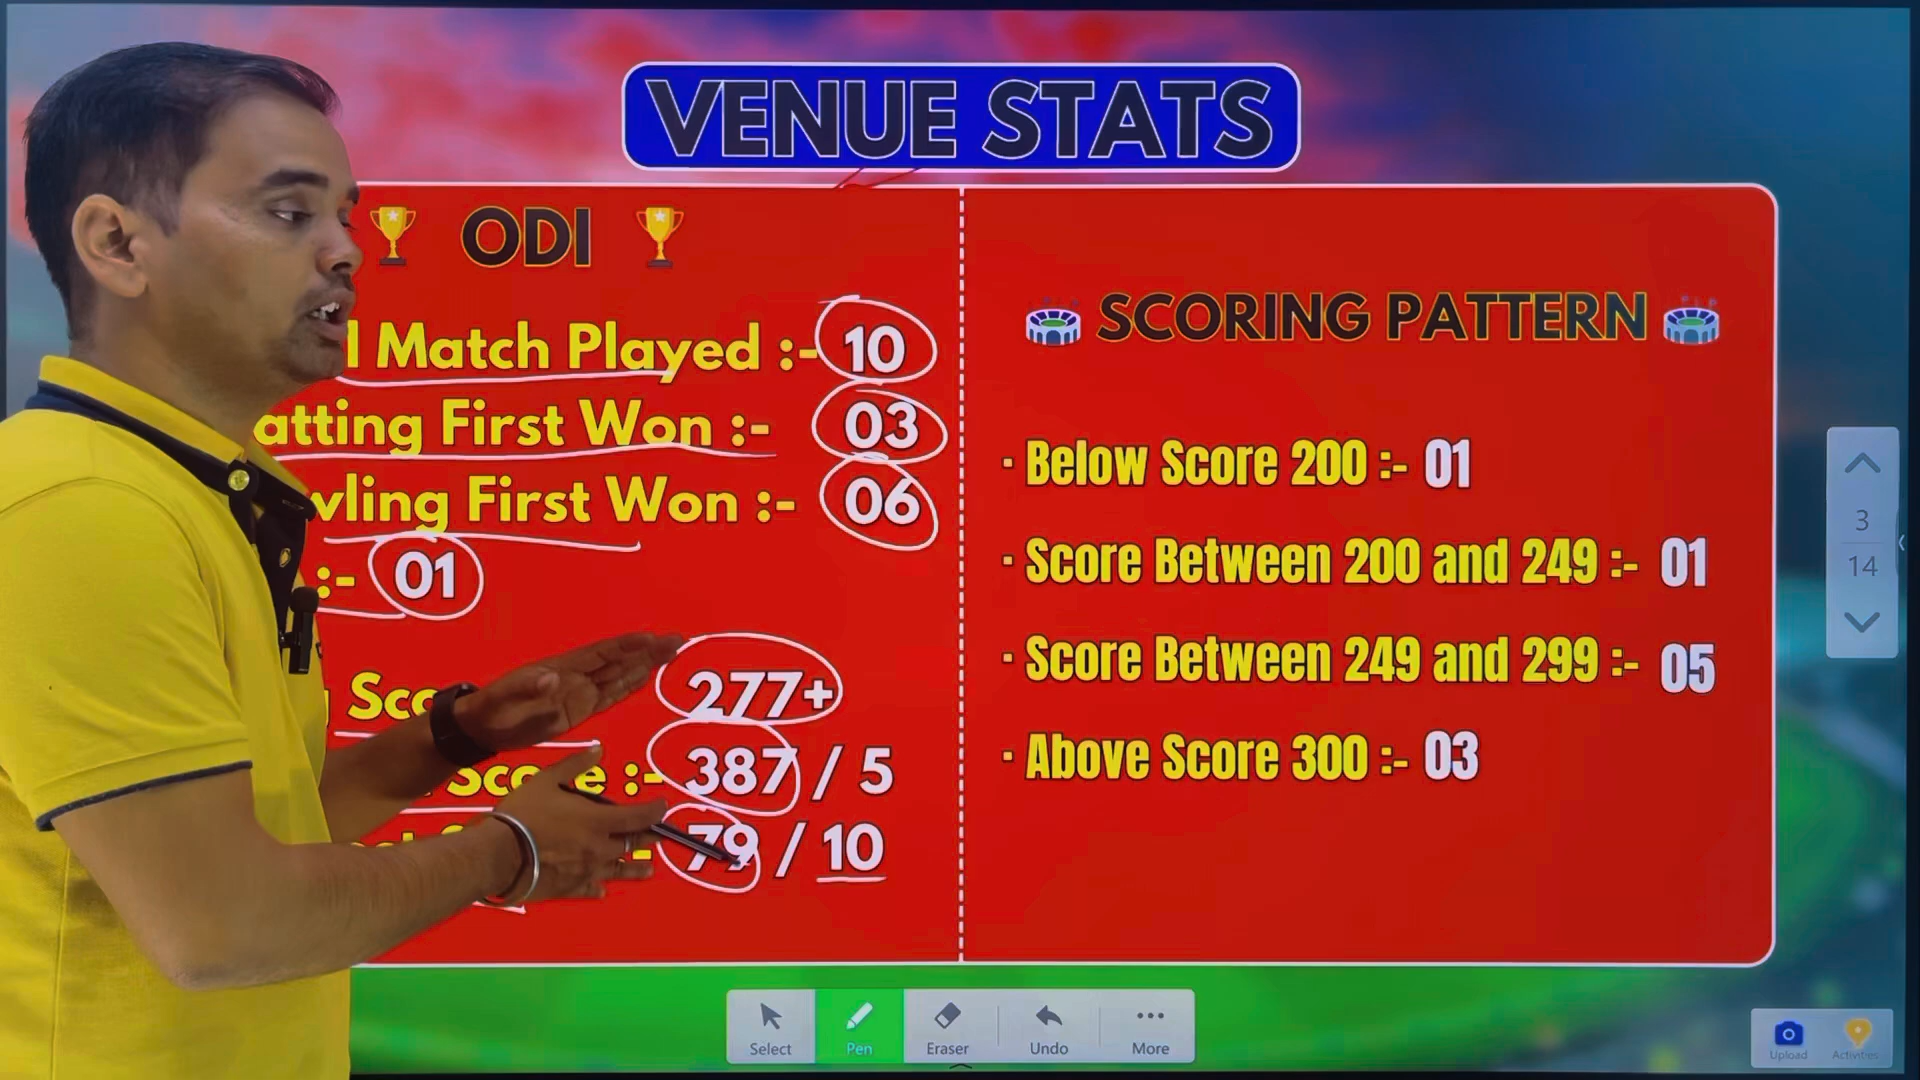 VENUE STATS
ODI
l Match Played :- 10
atting First Won :- 03
wling First Won :- 06
:- 01
Sco 277+
Sco e :- 387 / 5
- 79 / 10
SCORING PATTERN
· Below Score 200 :- 01
· Score Between 200 and 249 :- 01
· Score Between 249 and 299 :- 05
· Above Score 300 :- 03
3
14
Select
Pen
Eraser
Undo
More
Upload
Activities